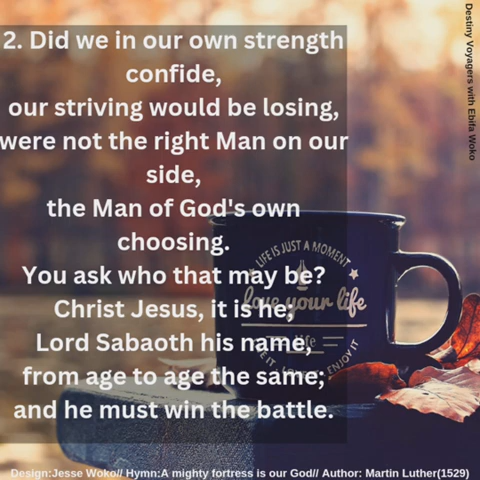 2. Did we in our own strength
confide,
our striving would be losing,
were not the right Man on our
side,
the Man of God's own
choosing.
You ask who that may be?
Christ Jesus, it is he;
Lord Sabaoth his name,
from age to age the same;
and he must win the battle.
LIFE IS JUST A MOMENT
love your life
life
ENJOY IT
Destiny Voyagers with Ebifa Woko
Design:Jesse Woko// Hymn:A mighty fortress is our God// Author: Martin Luther(1529)